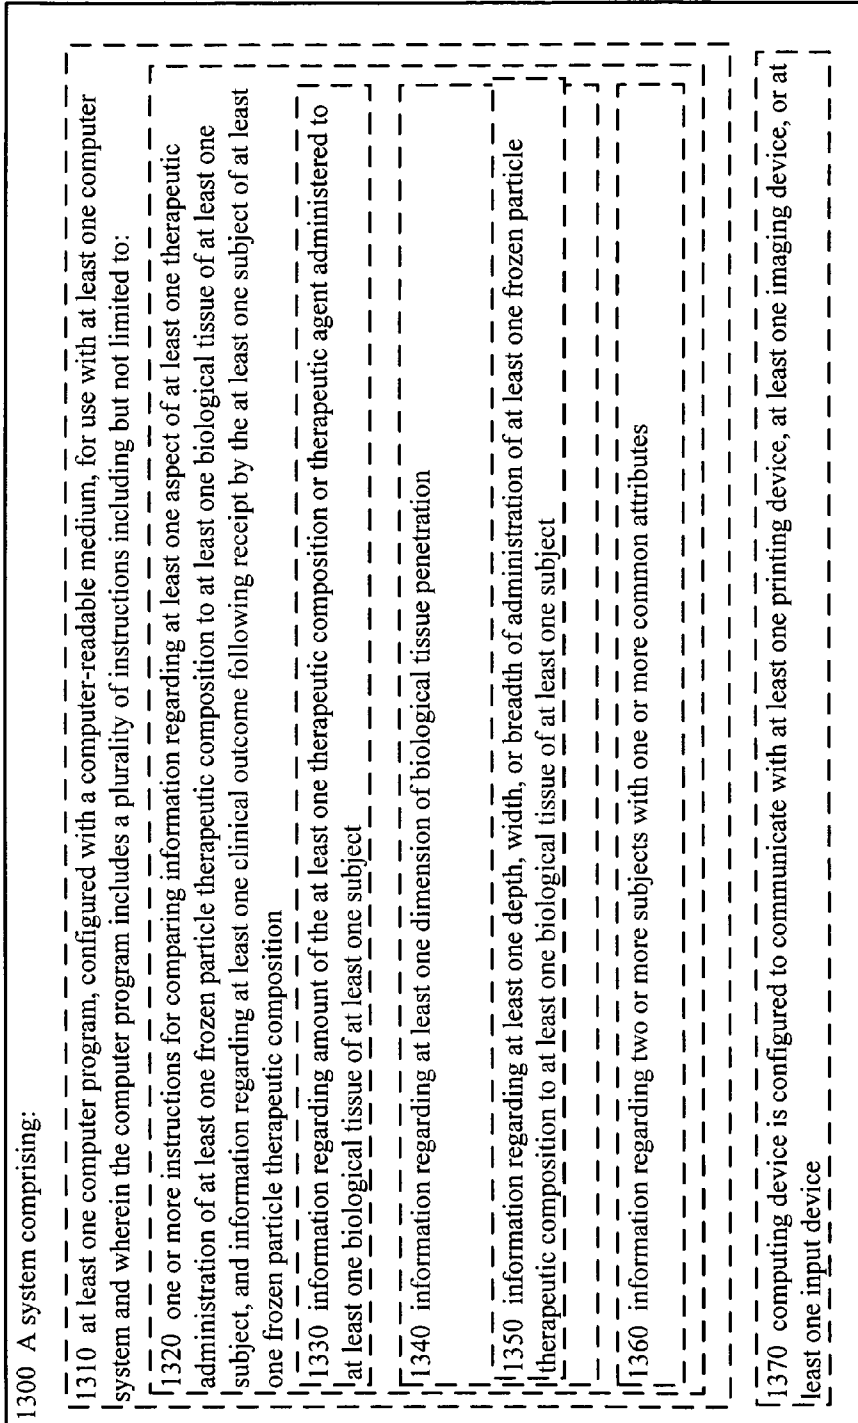 1300 A system comprising:
1310 at least one computer program, configured with a computer-readable medium, for use with at least one computer
system and wherein the computer program includes a plurality of instructions including but not limited to:
1320 one or more instructions for comparing information regarding at least one aspect of at least one therapeutic
administration of at least one frozen particle therapeutic composition to at least one biological tissue of at least one
subject, and information regarding at least one clinical outcome following receipt by the at least one subject of at least
one frozen particle therapeutic composition
1330 information regarding amount of the at least one therapeutic composition or therapeutic agent administered to
at least one biological tissue of at least one subject
1340 information regarding at least one dimension of biological tissue penetration
1350 information regarding at least one depth, width, or breadth of administration of at least one frozen particle
therapeutic composition to at least one biological tissue of at least one subject
1360 information regarding two or more subjects with one or more common attributes
1370 computing device is configured to communicate with at least one printing device, at least one imaging device, or at
least one input device